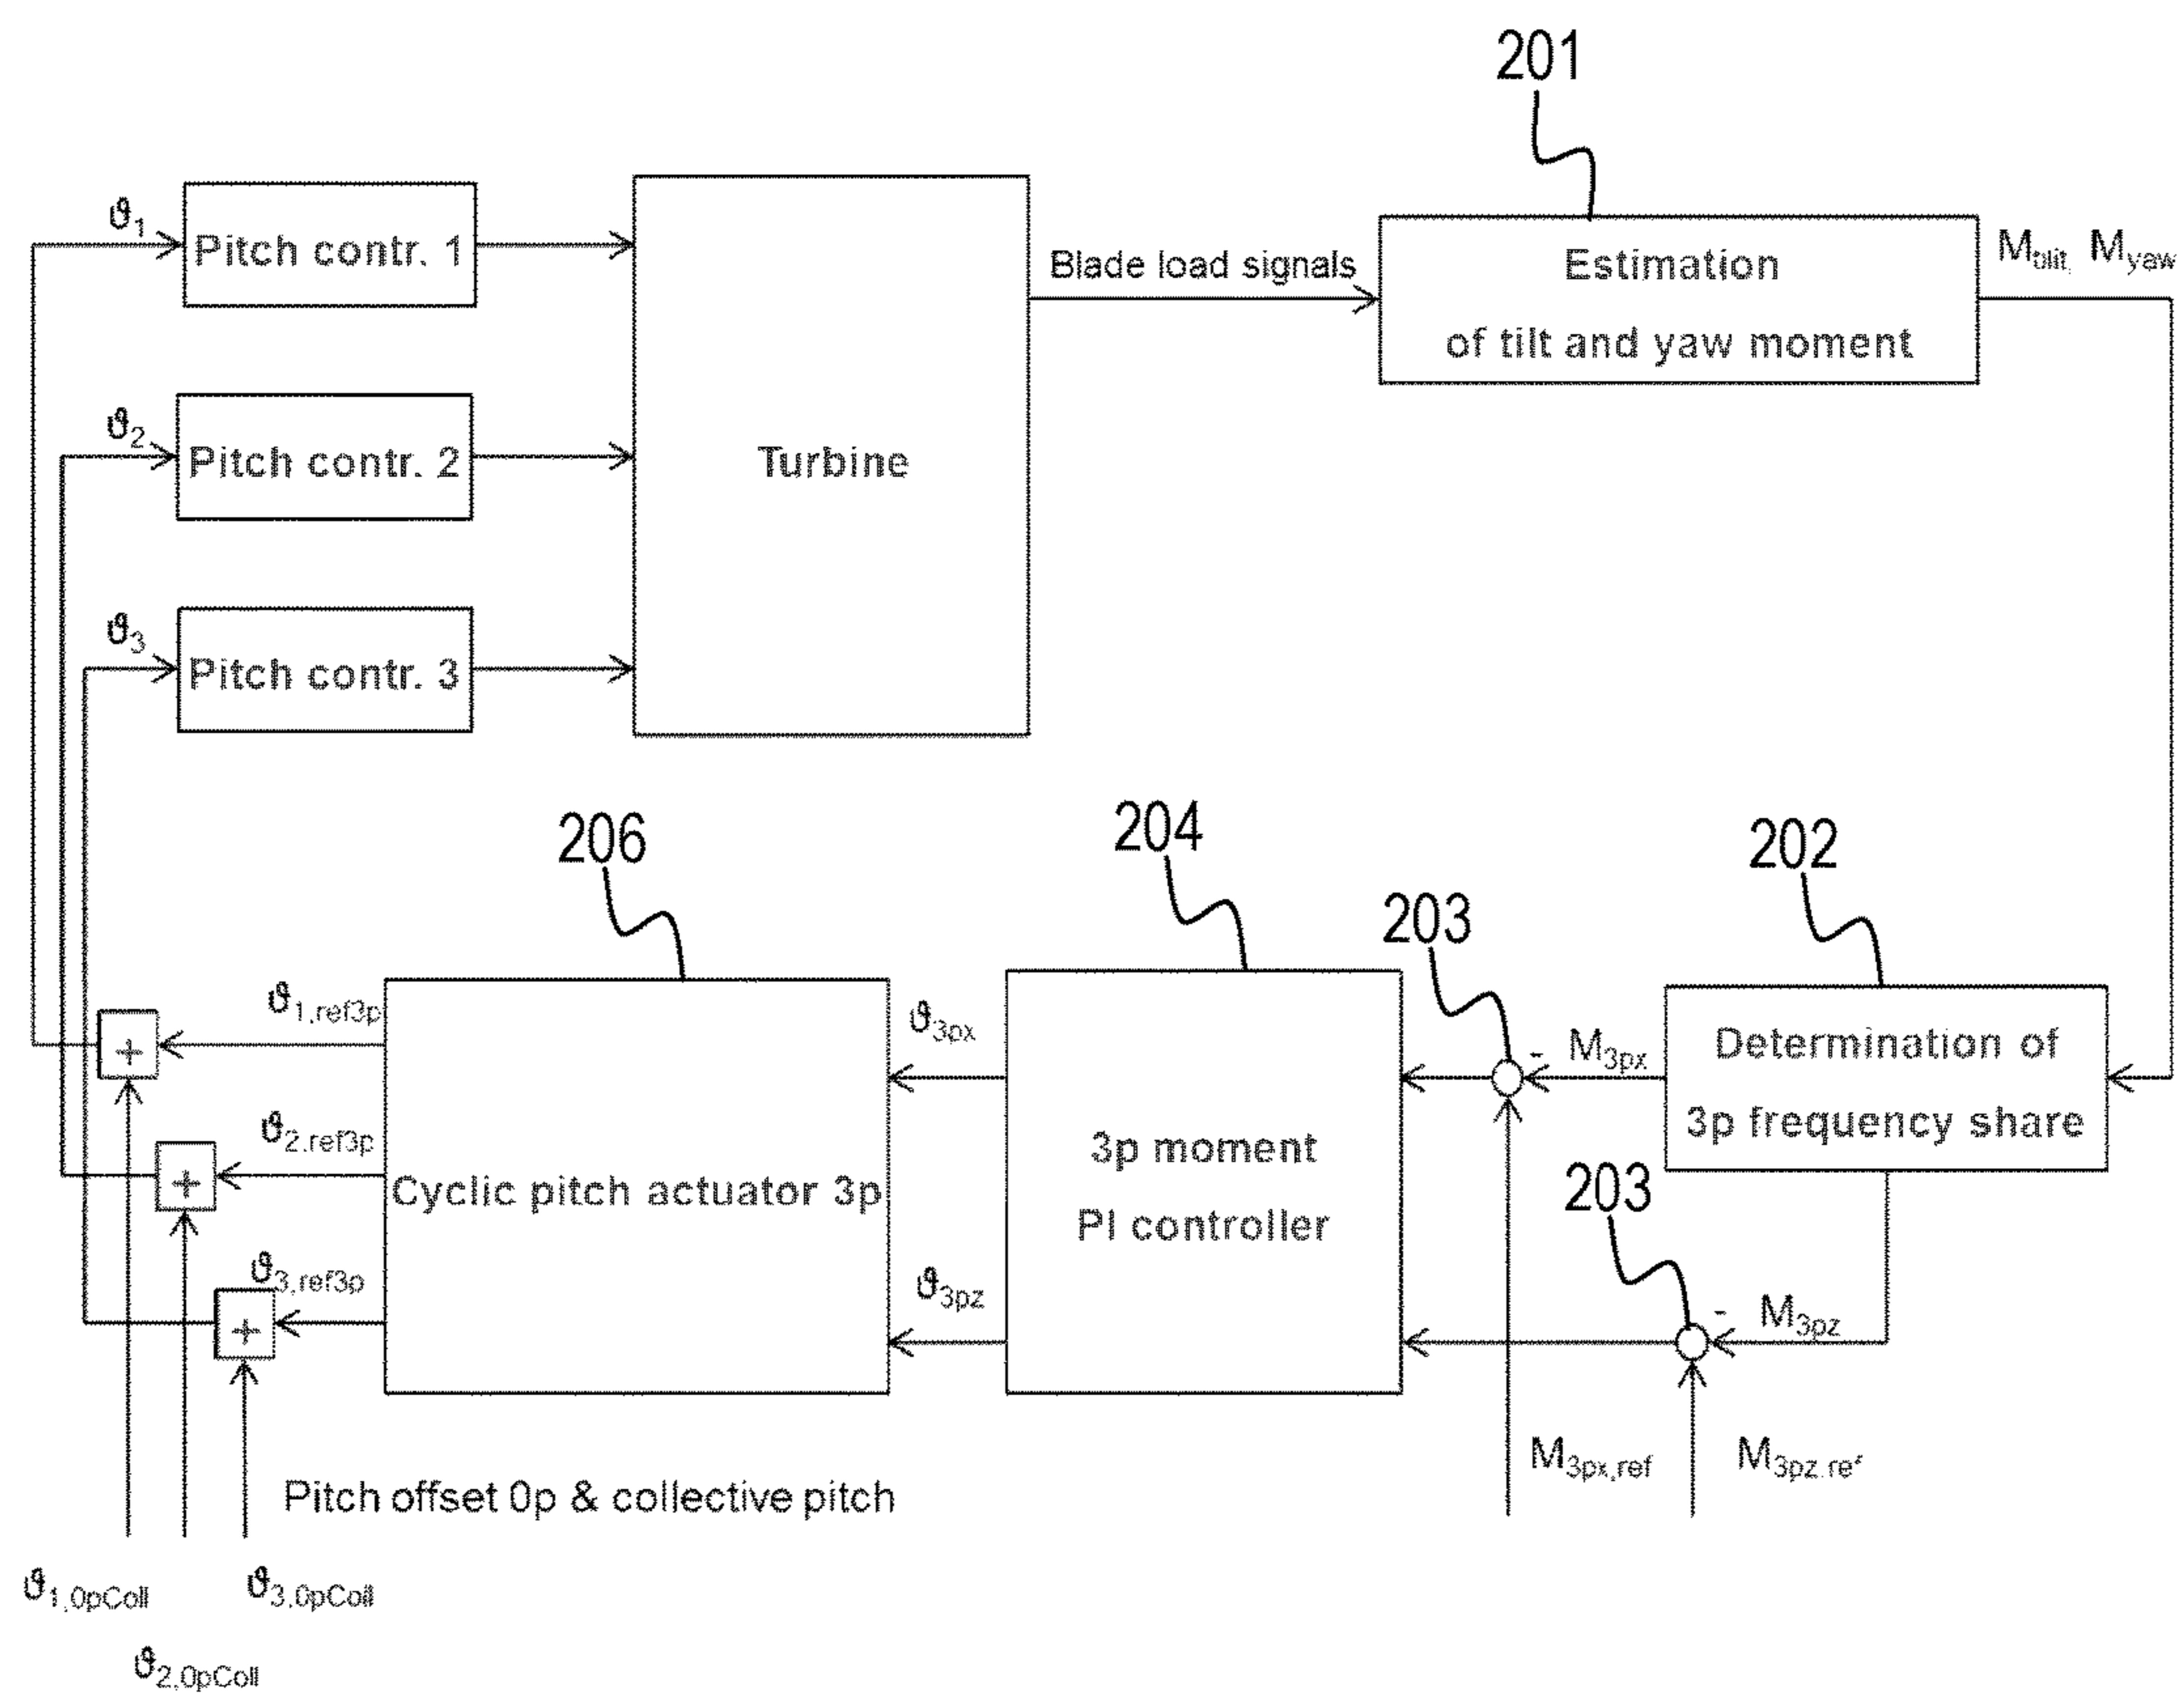 201
ϑ1
Pitch contr. 1
Blade load signals
Estimation
of tilt and yaw moment
Mtilt, Myaw
ϑ2
Pitch contr. 2
Turbine
ϑ3
Pitch contr. 3
206
204
202
203
ϑ1,ref3p
+
ϑ3px
-
M3px
Determination of
3p frequency share
ϑ2,ref3p
+
Cyclic pitch actuator 3p
3p moment
PI controller
203
ϑ3,ref3p
+
ϑ3pz
-
M3pz
M3px,ref
M3pz,ref
Pitch offset 0p & collective pitch
ϑ1,0pColl
ϑ3,0pColl
ϑ2,0pColl